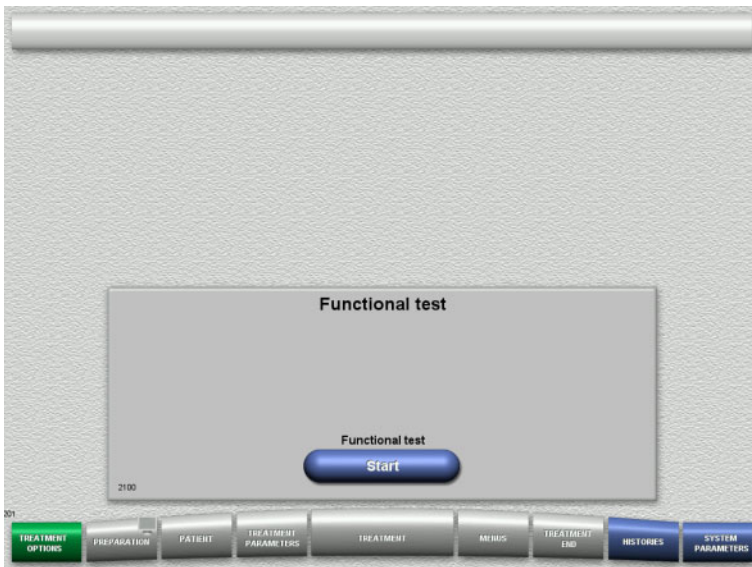 Functional test
Functional test
Start
2100
201
TREATMENT
OPTIONS
PREPARATION
PATIENT
TREATMENT
PARAMETERS
TREATMENT
MENUS
TREATMENT
END
HISTORIES
SYSTEM
PARAMETERS